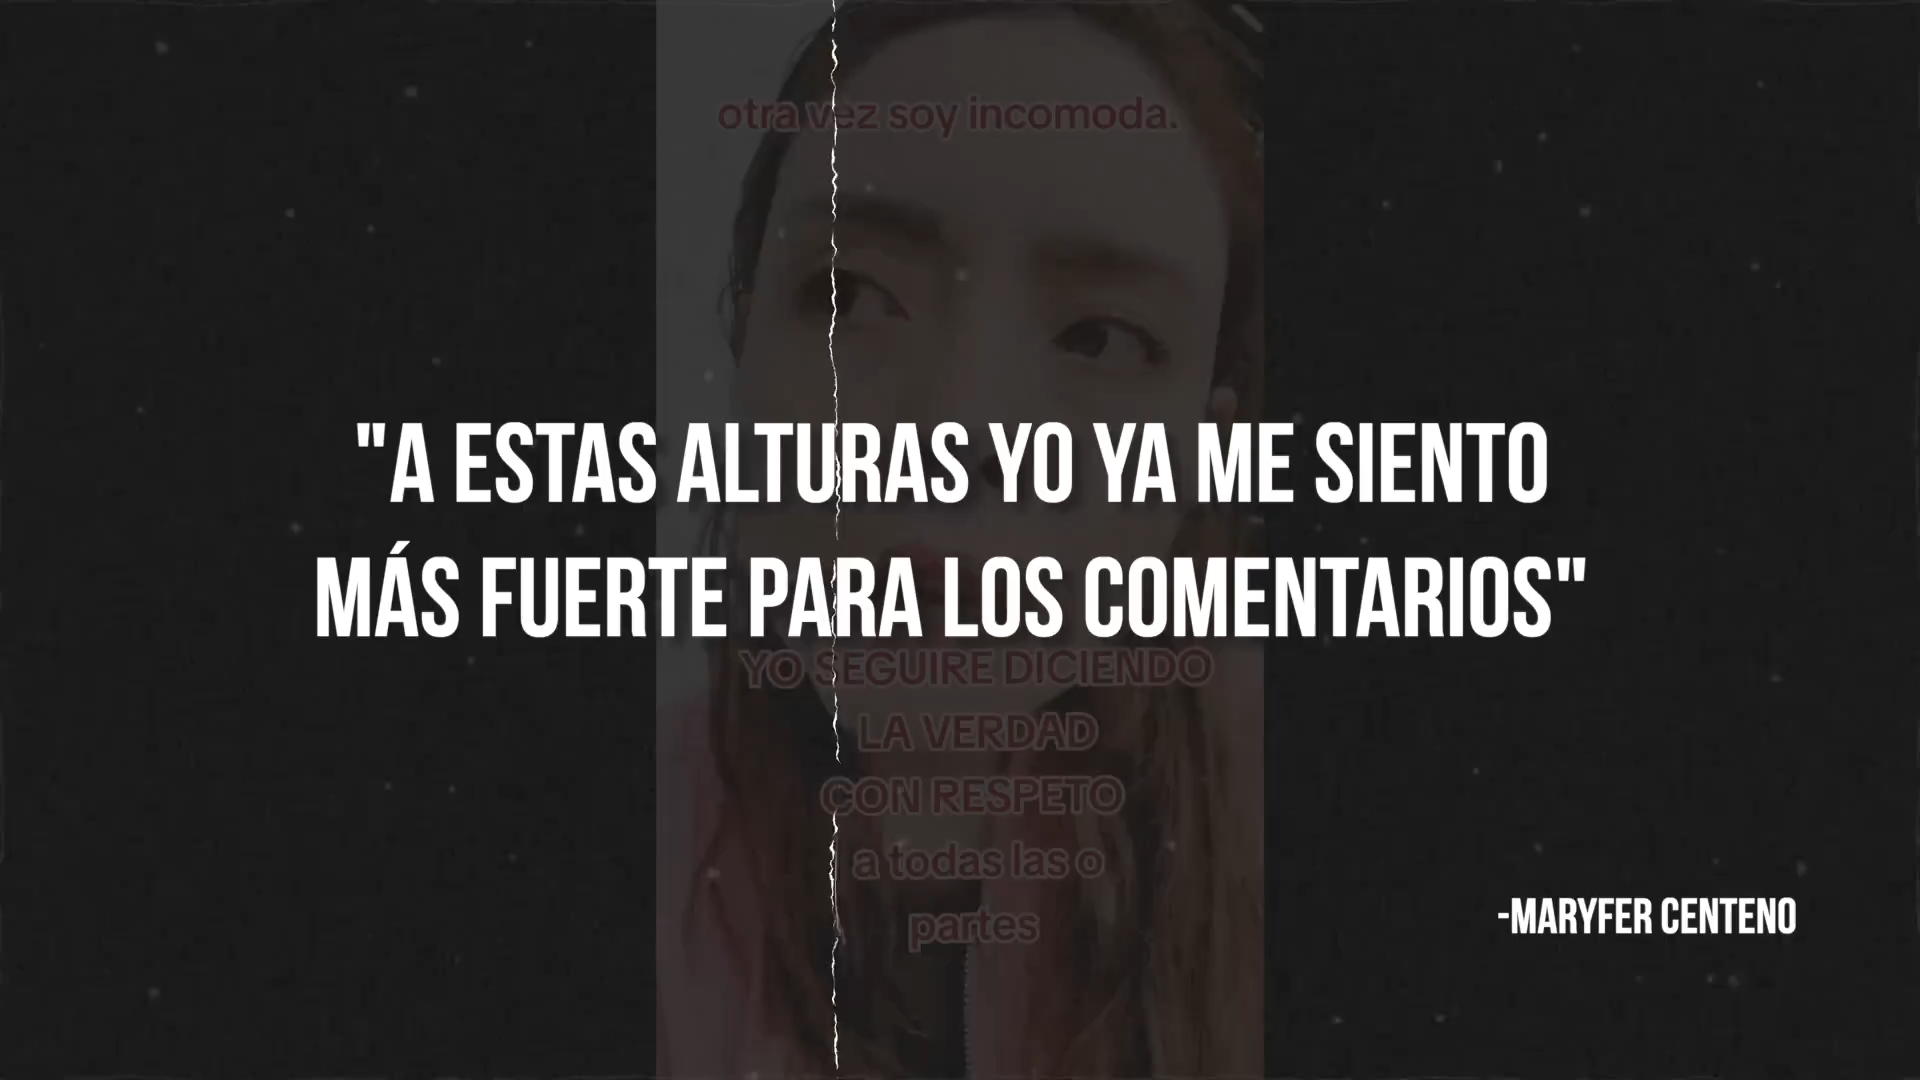 otra vez soy incomoda.
"A ESTAS ALTURAS YO YA ME SIENTO
MÁS FUERTE PARA LOS COMENTARIOS"
YO SEGUIRE DICIENDO
LA VERDAD
CON RESPETO
a todas las o
partes
-MARYFER CENTENO